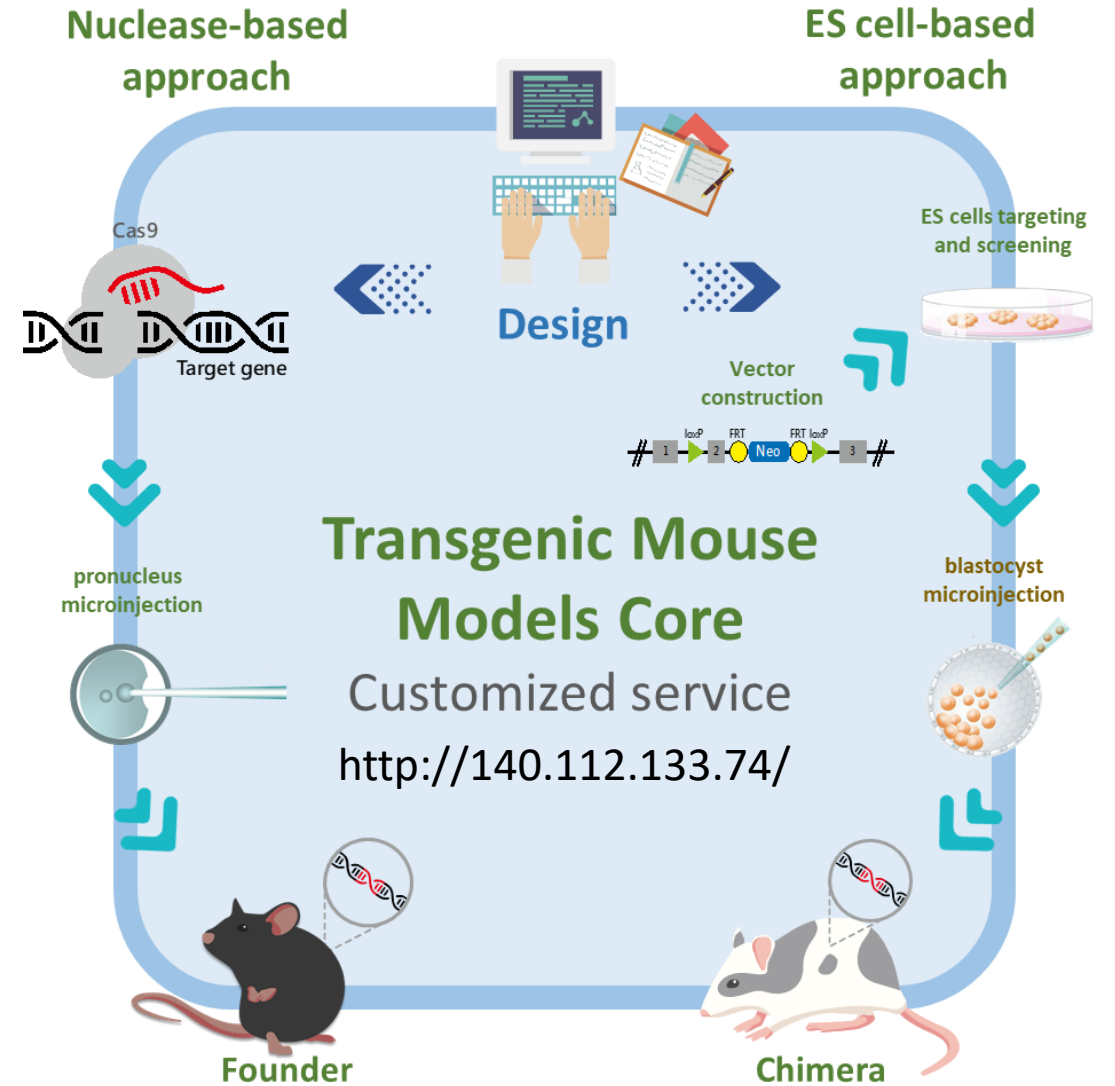 Nuclease-based
approach
ES cell-based
approach
Cas9
Target gene
Design
ES cells targeting
and screening
Vector
construction
loxP FRT FRT loxP
1 2 Neo 3
Transgenic Mouse
Models Core
Customized service
http://140.112.133.74/
pronucleus
microinjection
blastocyst
microinjection
Founder
Chimera